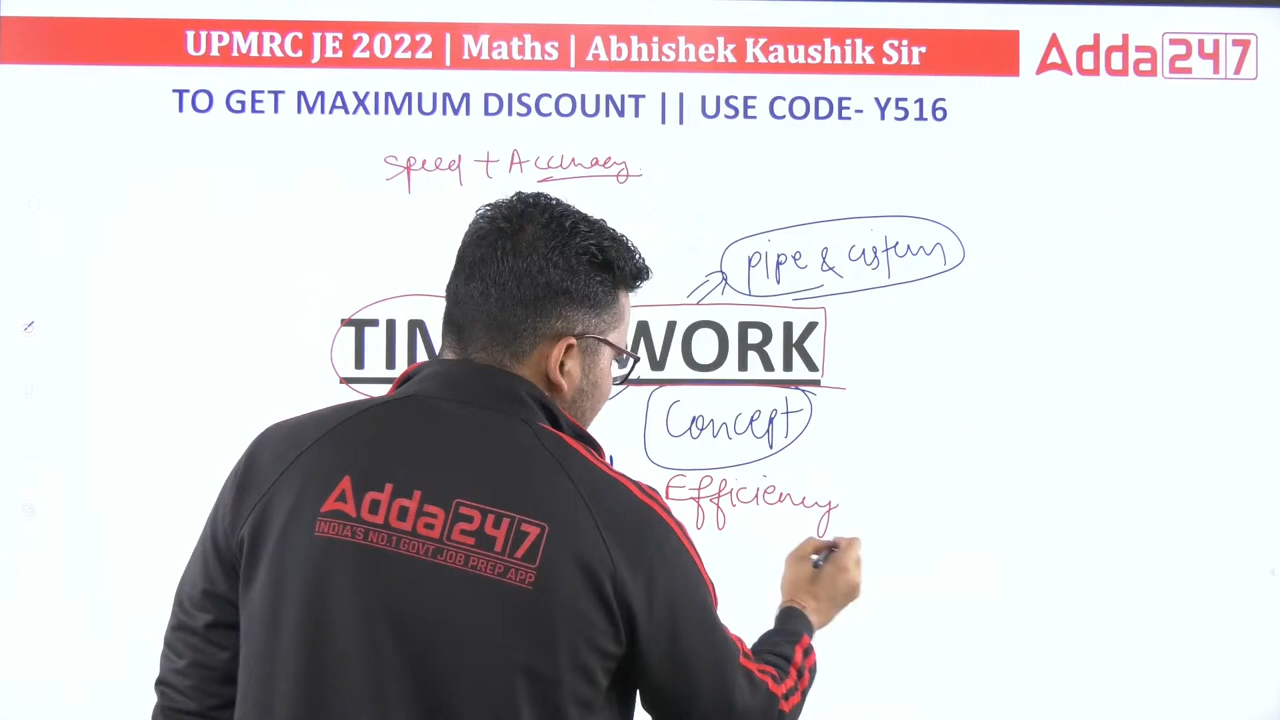 UPMRC JE 2022 | Maths | Abhishek Kaushik Sir
Adda247
TO GET MAXIMUM DISCOUNT || USE CODE- Y516
Speed + Accuracy.
pipe & cistern
TIM WORK
Concept
Efficiency
Adda247
INDIA'S NO.1 GOVT JOB PREP APP